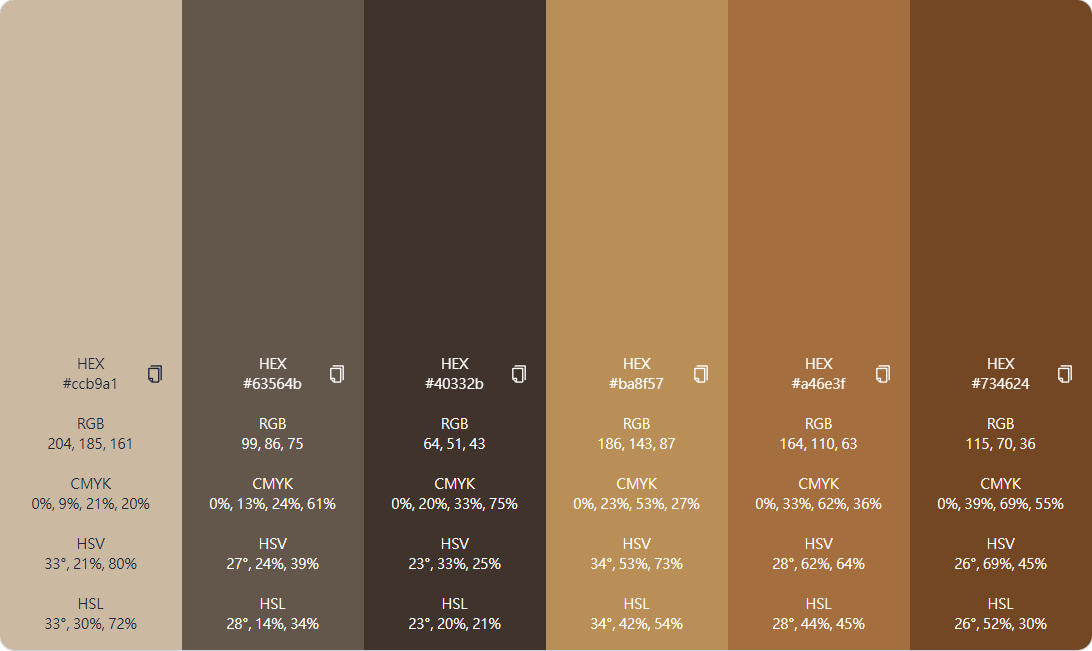 HEX
#ccb9a1
RGB
204, 185, 161
CMYK
0%, 9%, 21%, 20%
HSV
33°, 21%, 80%
HSL
33°, 30%, 72%
HEX
#63564b
RGB
99, 86, 75
CMYK
0%, 13%, 24%, 61%
HSV
27°, 24%, 39%
HSL
28°, 14%, 34%
HEX
#40332b
RGB
64, 51, 43
CMYK
0%, 20%, 33%, 75%
HSV
23°, 33%, 25%
HSL
23°, 20%, 21%
HEX
#ba8f57
RGB
186, 143, 87
CMYK
0%, 23%, 53%, 27%
HSV
34°, 53%, 73%
HSL
34°, 42%, 54%
HEX
#a46e3f
RGB
164, 110, 63
CMYK
0%, 33%, 62%, 36%
HSV
28°, 62%, 64%
HSL
28°, 44%, 45%
HEX
#734624
RGB
115, 70, 36
CMYK
0%, 39%, 69%, 55%
HSV
26°, 69%, 45%
HSL
26°, 52%, 30%